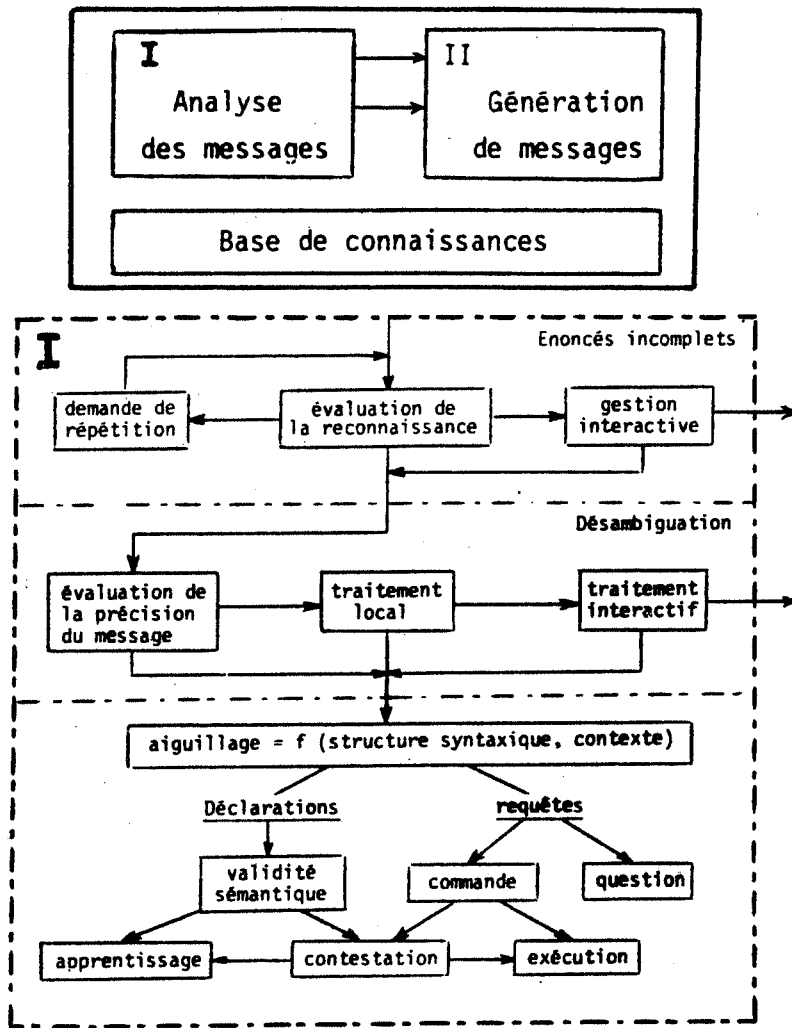 I
Analyse
des messages
II
Génération
de messages
Base de connaissances
I
Enoncés incomplets
demande de
répétition
évaluation de
la reconnaissance
gestion
interactive
Désambiguation
évaluation de
la précision
du message
traitement
local
traitement
interactif
aiguillage = f (structure syntaxique, contexte)
Déclarations
requêtes
validité
sémantique
commande
question
apprentissage
contestation
exécution